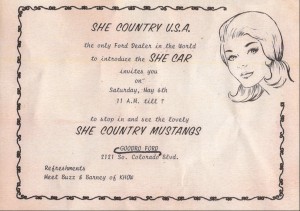 SHE COUNTRY U.S.A.
the only Ford Dealer in the World
to introduce the SHE CAR
invites you
on
Saturday, May 6th
11 A.M. till ?
to stop in and see the lovely
SHE COUNTRY MUSTANGS
GOODRO FORD
So. Colorado Blvd.
Refreshments
Meet Buzz & Barney of KHOW